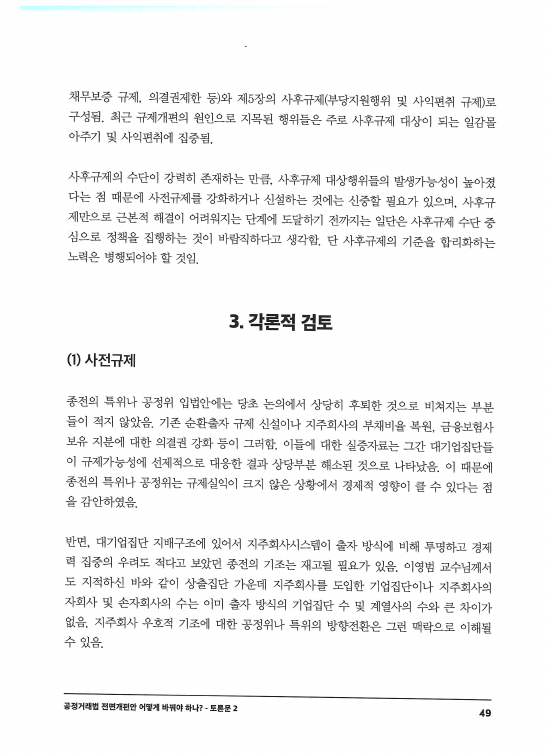 채무보증 규제, 의결권제한 등)와 제5장의 사후규제(부당지원행위 및 사익편취 규제)로
구성됨. 최근 규제개편의 원인으로 지목된 행위들은 주로 사후규제 대상이 되는 일감몰
아주기 및 사익편취에 집중됨.
사후규제의 수단이 강력히 존재하는 만큼, 사후규제 대상행위들의 발생가능성이 높아졌
다는 점 때문에 사전규제를 강화하거나 신설하는 것에는 신중할 필요가 있으며, 사후규
제만으로 근본적 해결이 어려워지는 단계에 도달하기 전까지는 일단은 사후규제 수단 중
심으로 정책을 집행하는 것이 바람직하다고 생각함. 단 사후규제의 기준을 합리화하는
노력은 병행되어야 할 것임.
3. 각론적 검토
(1) 사전규제
종전의 특위나 공정위 입법안에는 당초 논의에서 상당히 후퇴한 것으로 비쳐지는 부분
들이 적지 않았음. 기존 순환출자 규제 신설이나 지주회사의 부채비율 복원, 금융보험사
보유 지분에 대한 의결권 강화 등이 그러함. 이들에 대한 실증자료는 그간 대기업집단들
이 규제가능성에 선제적으로 대응한 결과 상당부분 해소된 것으로 나타났음. 이 때문에
종전의 특위나 공정위는 규제실익이 크지 않은 상황에서 경제적 영향이 클 수 있다는 점
을 감안하였음.
반면, 대기업집단 지배구조에 있어서 지주회사시스템이 출자 방식에 비해 투명하고 경제
력 집중의 우려도 적다고 보았던 종전의 기조는 재고될 필요가 있음. 이영범 교수님께서
도 지적하신 바와 같이 상출집단 가운데 지주회사를 도입한 기업집단이나 지주회사의
자회사 및 손자회사의 수는 이미 출자 방식의 기업집단 수 및 계열사의 수와 큰 차이가
없음. 지주회사 우호적 기조에 대한 공정위나 특위의 방향전환은 그런 맥락으로 이해될
수 있음.
공정거래법 전면개편안 어떻게 바꿔야 하나? - 토론문 2
49